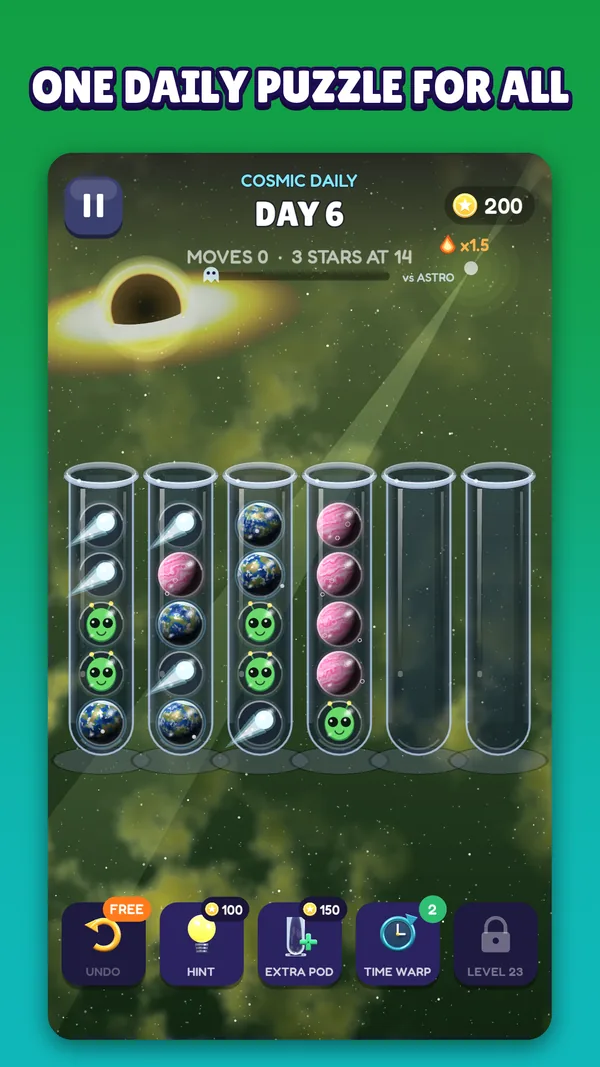 ONE DAILY PUZZLE FOR ALL
COSMIC DAILY
DAY 6
200
MOVES 0 · 3 STARS AT 14
x1.5
vs ASTRO
FREE
100
150
2
UNDO
HINT
EXTRA POD
TIME WARP
LEVEL 23